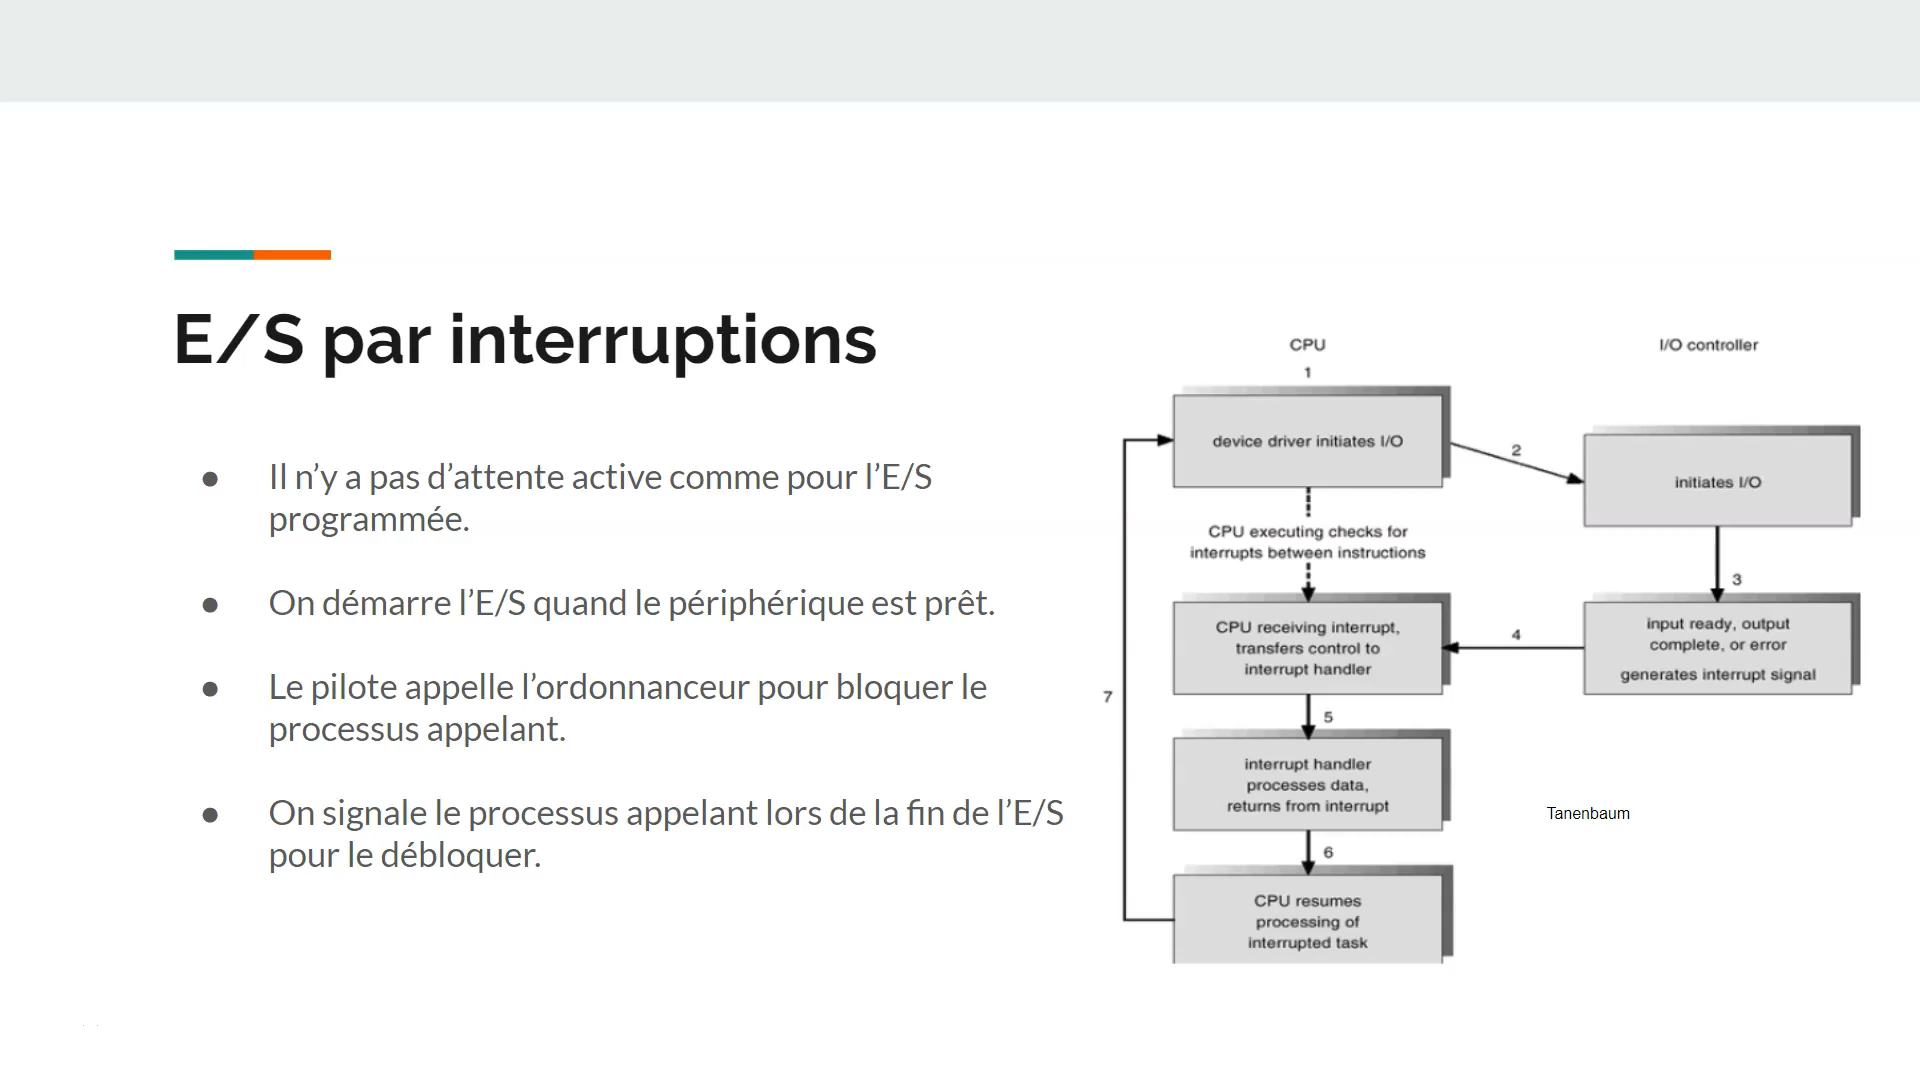 E/S par interruptions
● Il n’y a pas d’attente active comme pour l’E/S
programmée.
● On démarre l’E/S quand le périphérique est prêt.
● Le pilote appelle l’ordonnanceur pour bloquer le
processus appelant.
● On signale le processus appelant lors de la fin de l’E/S
pour le débloquer.
CPU
I/O controller
1
device driver initiates I/O
2
initiates I/O
CPU executing checks for
interrupts between instructions
3
CPU receiving interrupt,
transfers control to
interrupt handler
4
input ready, output
complete, or error
generates interrupt signal
7
5
interrupt handler
processes data,
returns from interrupt
Tanenbaum
6
CPU resumes
processing of
interrupted task